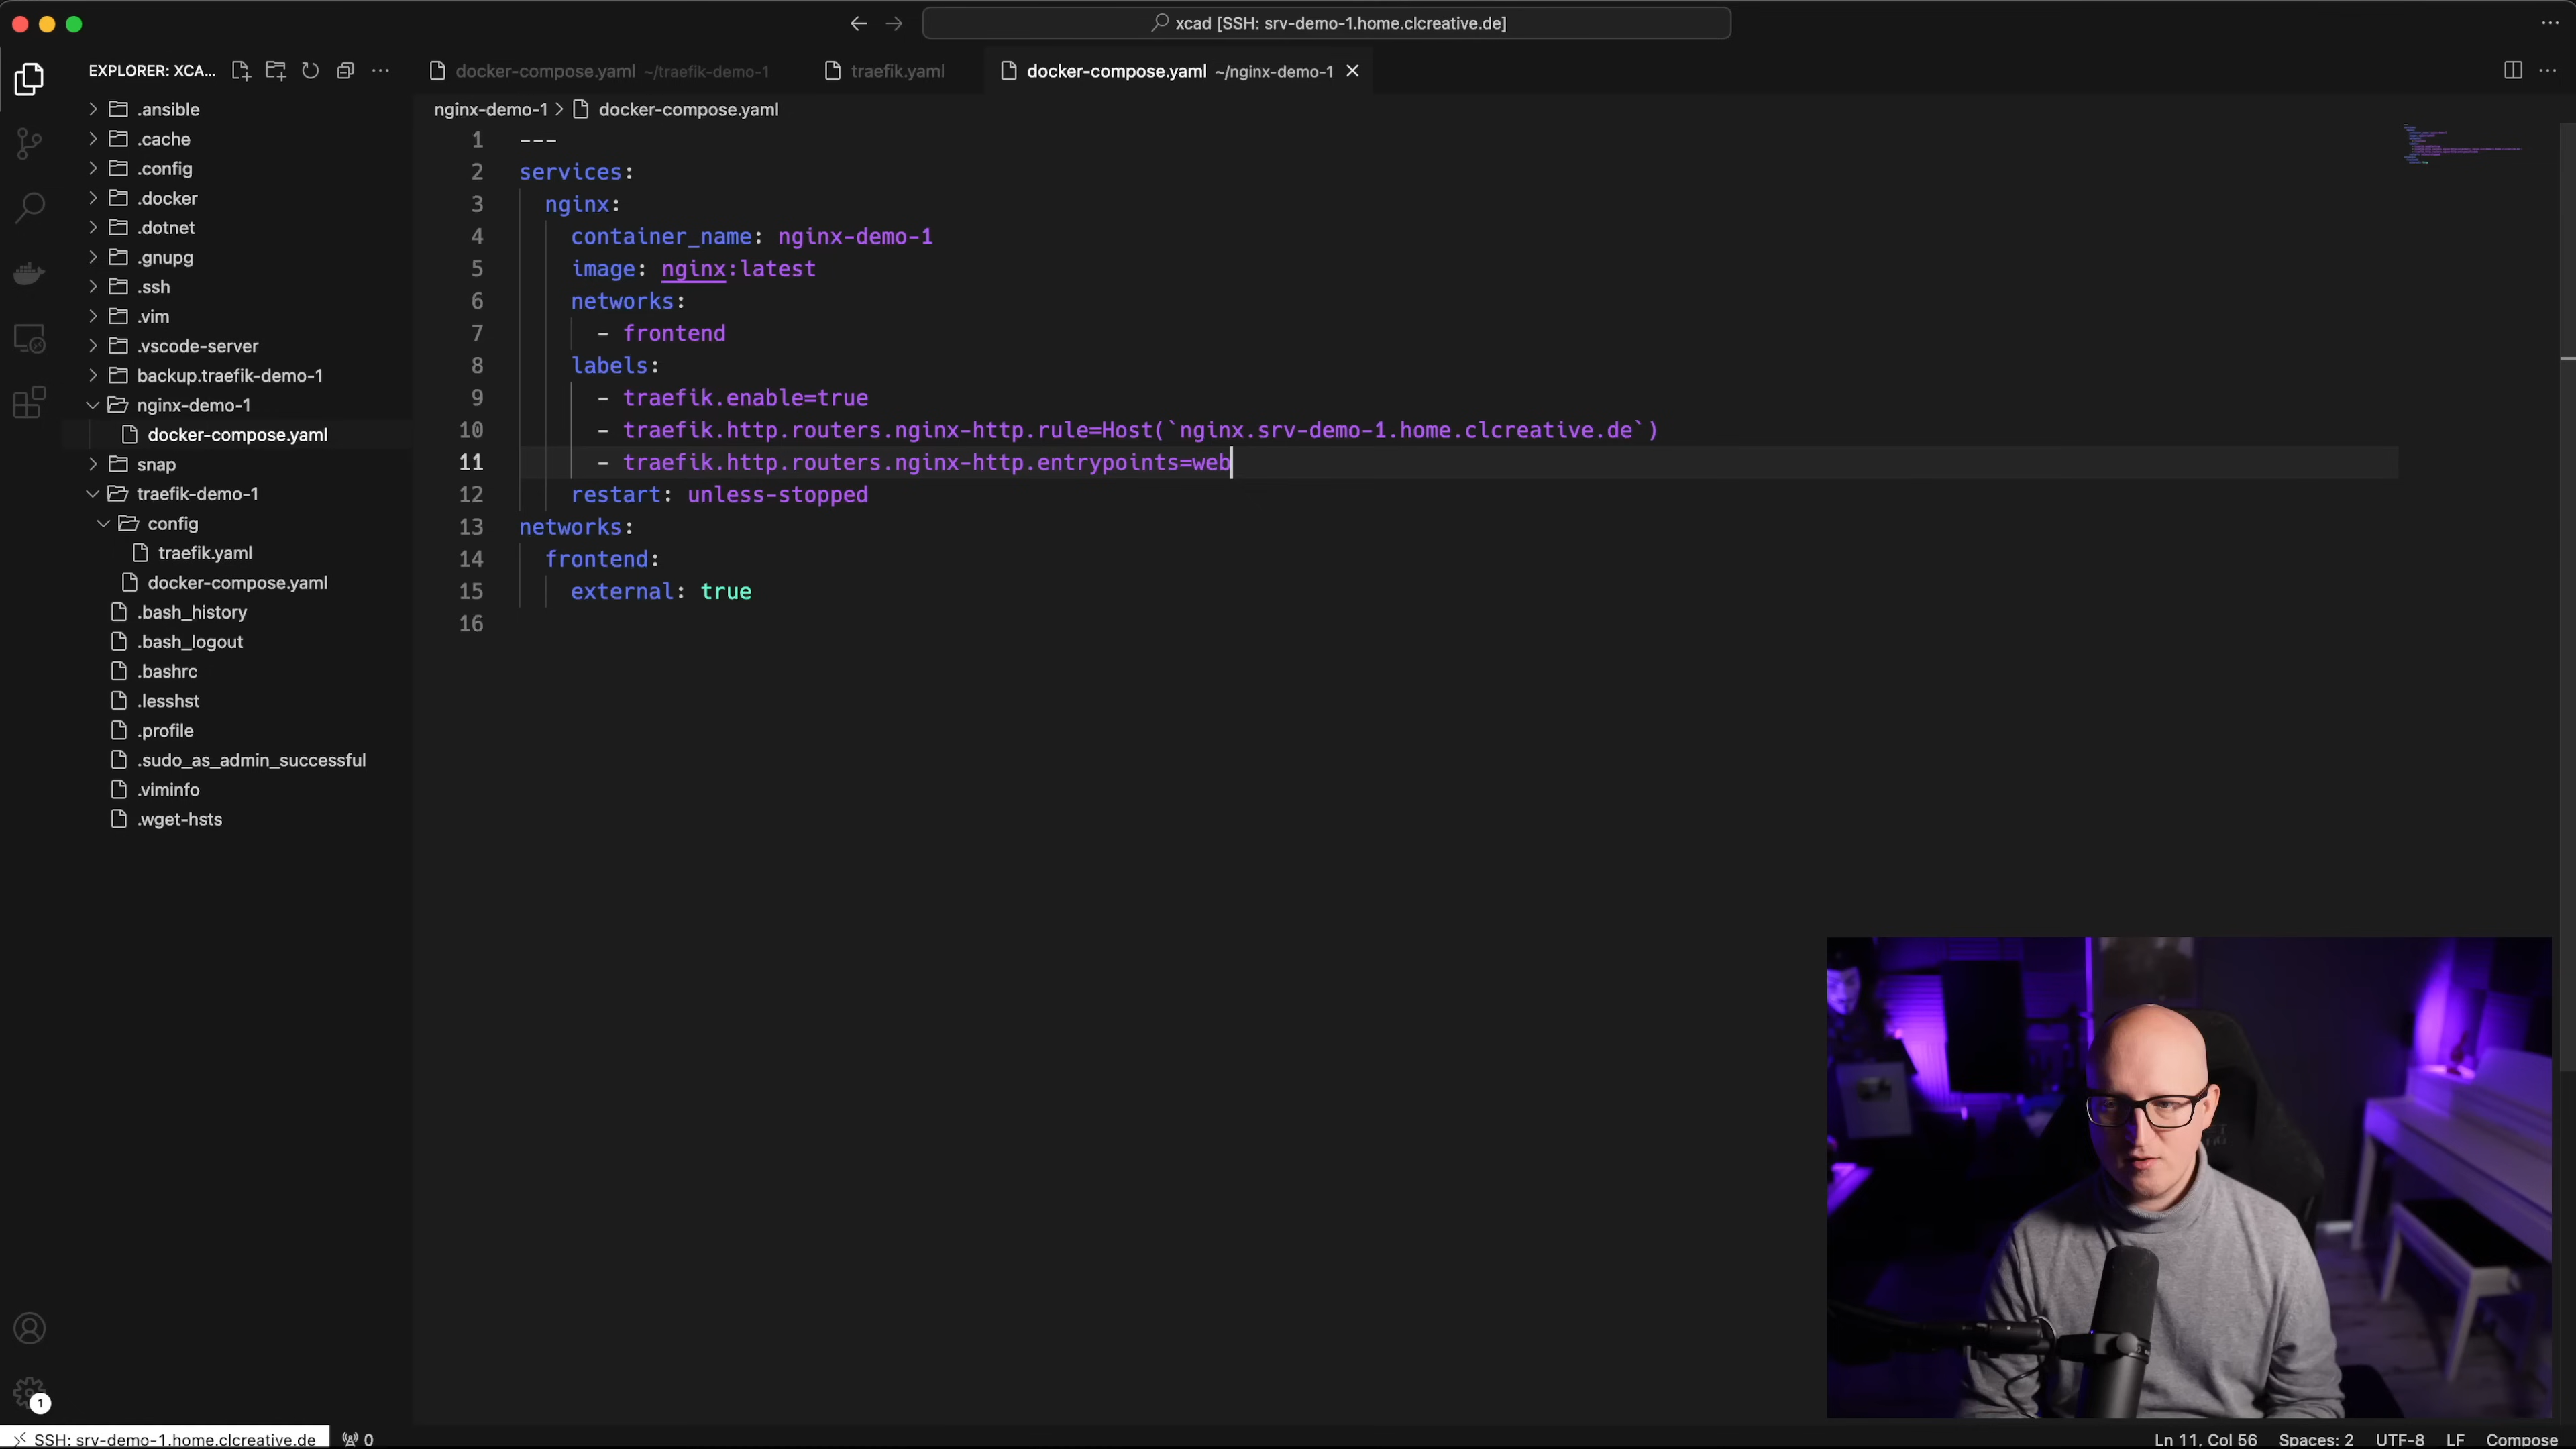 xcad [SSH: srv-demo-1.home.clcreative.de]
EXPLORER: XCA...
docker-compose.yaml ~/traefik-demo-1
traefik.yaml
docker-compose.yaml ~/nginx-demo-1
.ansible
.cache
.config
.docker
.dotnet
.gnupg
.ssh
.vim
.vscode-server
backup.traefik-demo-1
nginx-demo-1
docker-compose.yaml
snap
traefik-demo-1
config
traefik.yaml
docker-compose.yaml
.bash_history
.bash_logout
.bashrc
.lesshst
.profile
.sudo_as_admin_successful
.viminfo
.wget-hsts
nginx-demo-1 > docker-compose.yaml
1 ---
2 services:
3 nginx:
4 container_name: nginx-demo-1
5 image: nginx:latest
6 networks:
7 - frontend
8 labels:
9 - traefik.enable=true
10 - traefik.http.routers.nginx-http.rule=Host(`nginx.srv-demo-1.home.clcreative.de`)
11 - traefik.http.routers.nginx-http.entrypoints=web
12 restart: unless-stopped
13 networks:
14 frontend:
15 external: true
16
1
SSH: srv-demo-1.home.clcreative.de 0
Ln 11, Col 56 Spaces: 2 UTF-8 LF Compose